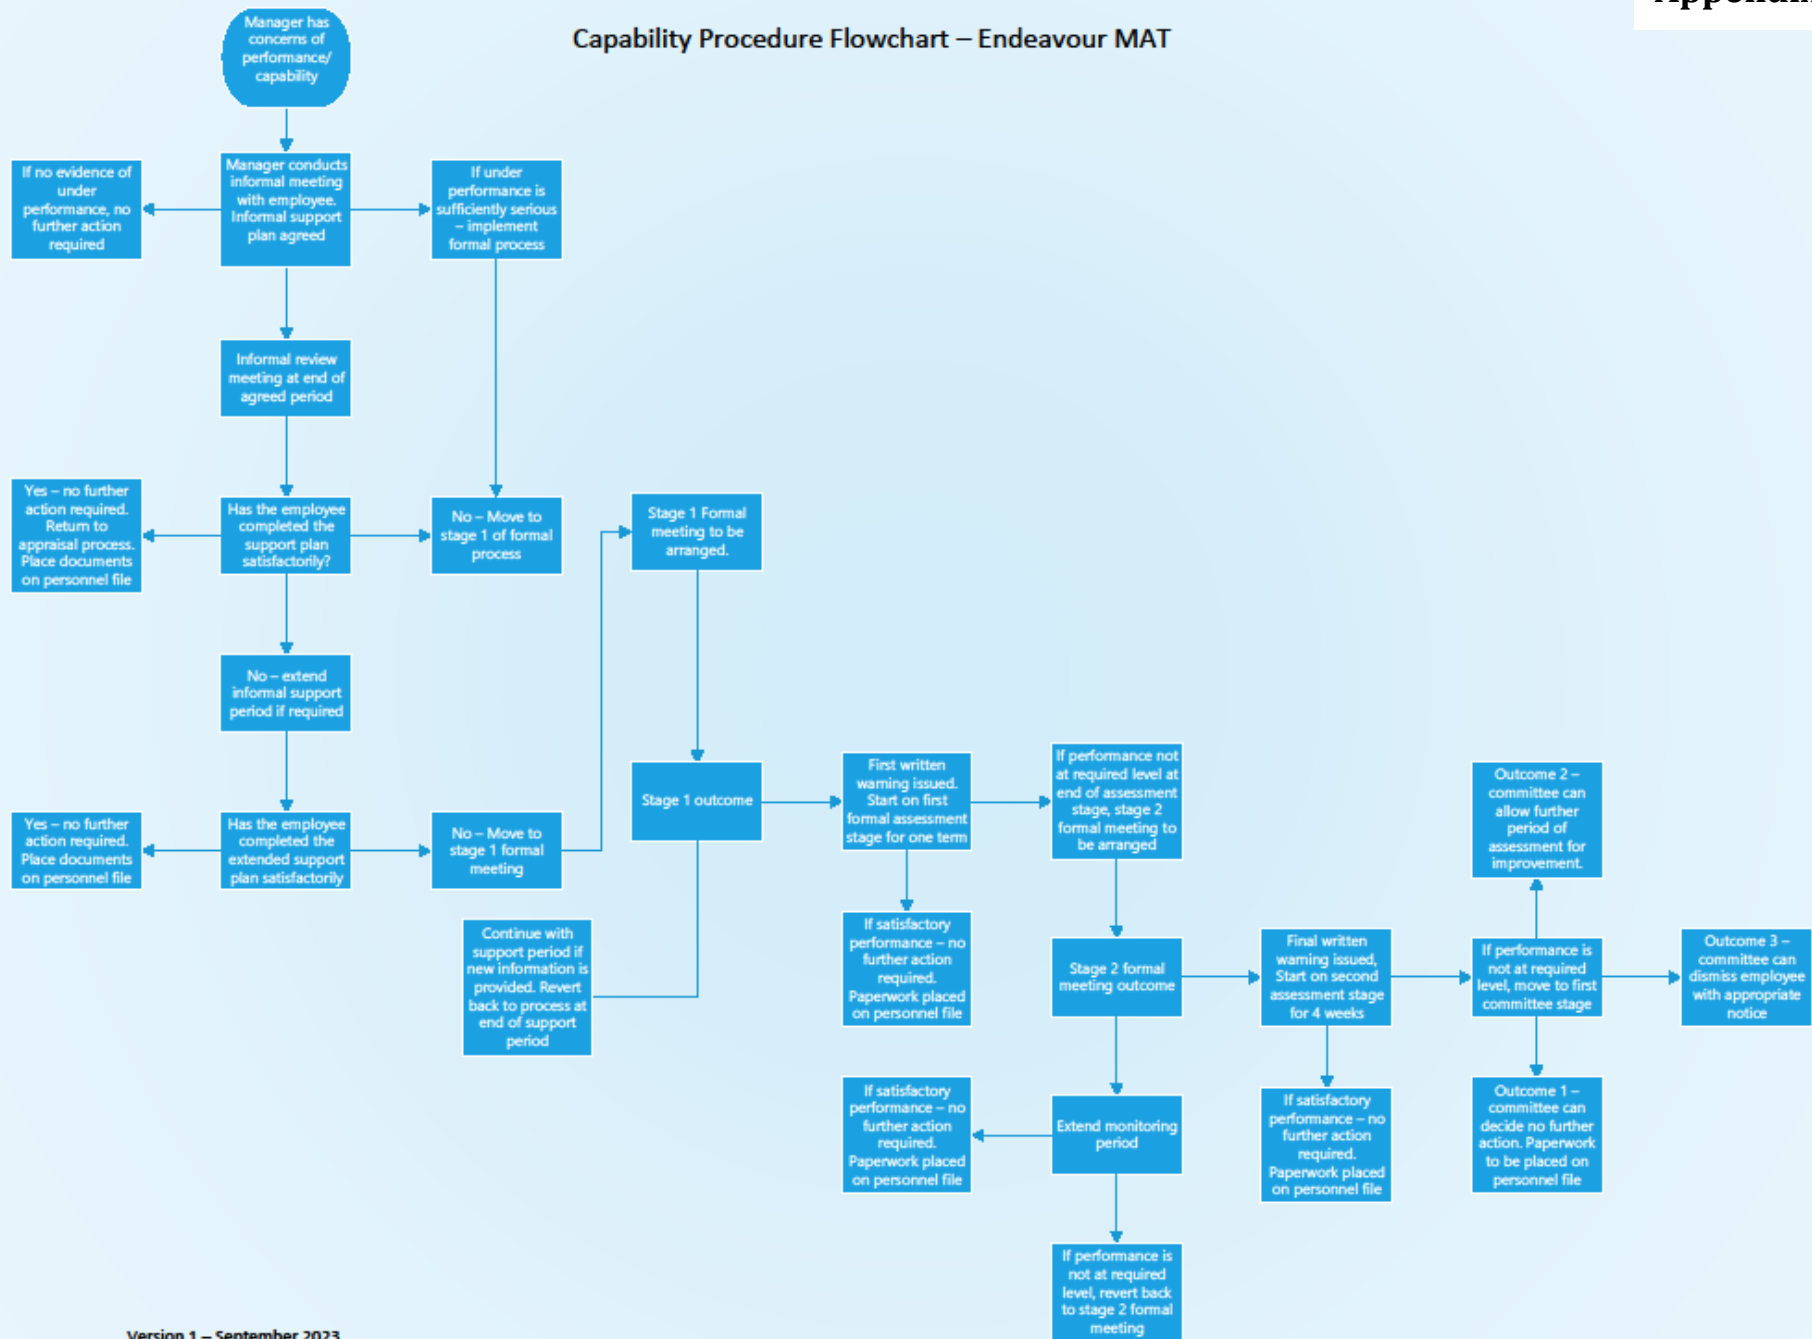 Capability Procedure Flowchart – Endeavour MAT
Manager has
concerns of
performance/
capability
If no evidence of
under
performance, no
further action
required
Manager conducts
informal meeting
with employee.
Informal support
plan agreed
If under
performance is
sufficiently serious
– implement
formal process
Informal review
meeting at end of
agreed period
Yes – no further
action required.
Return to
appraisal process.
Place documents
on personnel file
Has the employee
completed the
support plan
satisfactorily?
No – Move to
stage 1 of formal
process
Stage 1 Formal
meeting to be
arranged.
No – extend
informal support
period if required
Yes – no further
action required.
Place documents
on personnel file
Has the employee
completed the
extended support
plan satisfactorily
No – Move to
stage 1 formal
meeting
Stage 1 outcome
Continue with
support period if
new information is
provided. Revert
back to process at
end of support
period
First written
warning issued.
Start on first
formal assessment
stage for one term
If performance not
at required level at
end of assessment
stage, stage 2
formal meeting to
be arranged
If satisfactory
performance – no
further action
required.
Paperwork placed
on personnel file
Stage 2 formal
meeting outcome
Final written
warning issued,
Start on second
assessment stage
for 4 weeks
If performance is
not at required
level, move to first
committee stage
Outcome 2 –
committee can
allow further
period of
assessment for
improvement.
Outcome 3 –
committee can
dismiss employee
with appropriate
notice
If satisfactory
performance – no
further action
required.
Paperwork placed
on personnel file
Extend monitoring
period
If satisfactory
performance – no
further action
required.
Paperwork placed
on personnel file
Outcome 1 –
committee can
decide no further
action. Paperwork
to be placed on
personnel file
If performance is
not at required
level, revert back
to stage 2 formal
meeting
Version 1 – September 2023